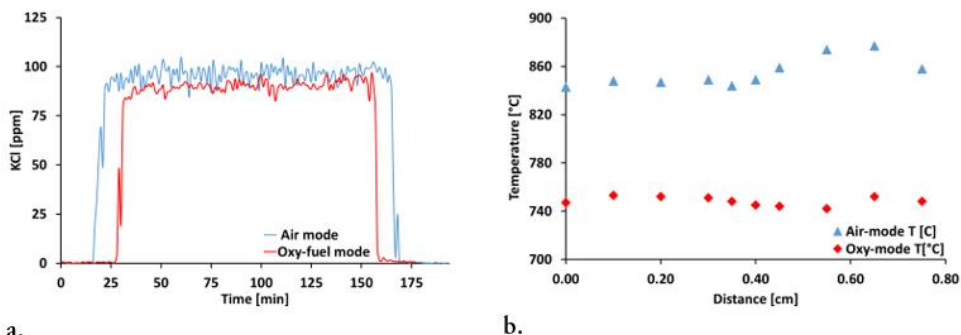 125
100
75
50
25
0
KCl [ppm]
Air mode
Oxy-fuel mode
0 25 50 75 100 125 150 175
Time [min]
a.
900
860
820
780
740
700
Temperature [°C]
Air-mode T [C]
Oxy-mode T[°C]
0.00 0.20 0.40 0.60 0.80
Distance [cm]
b.